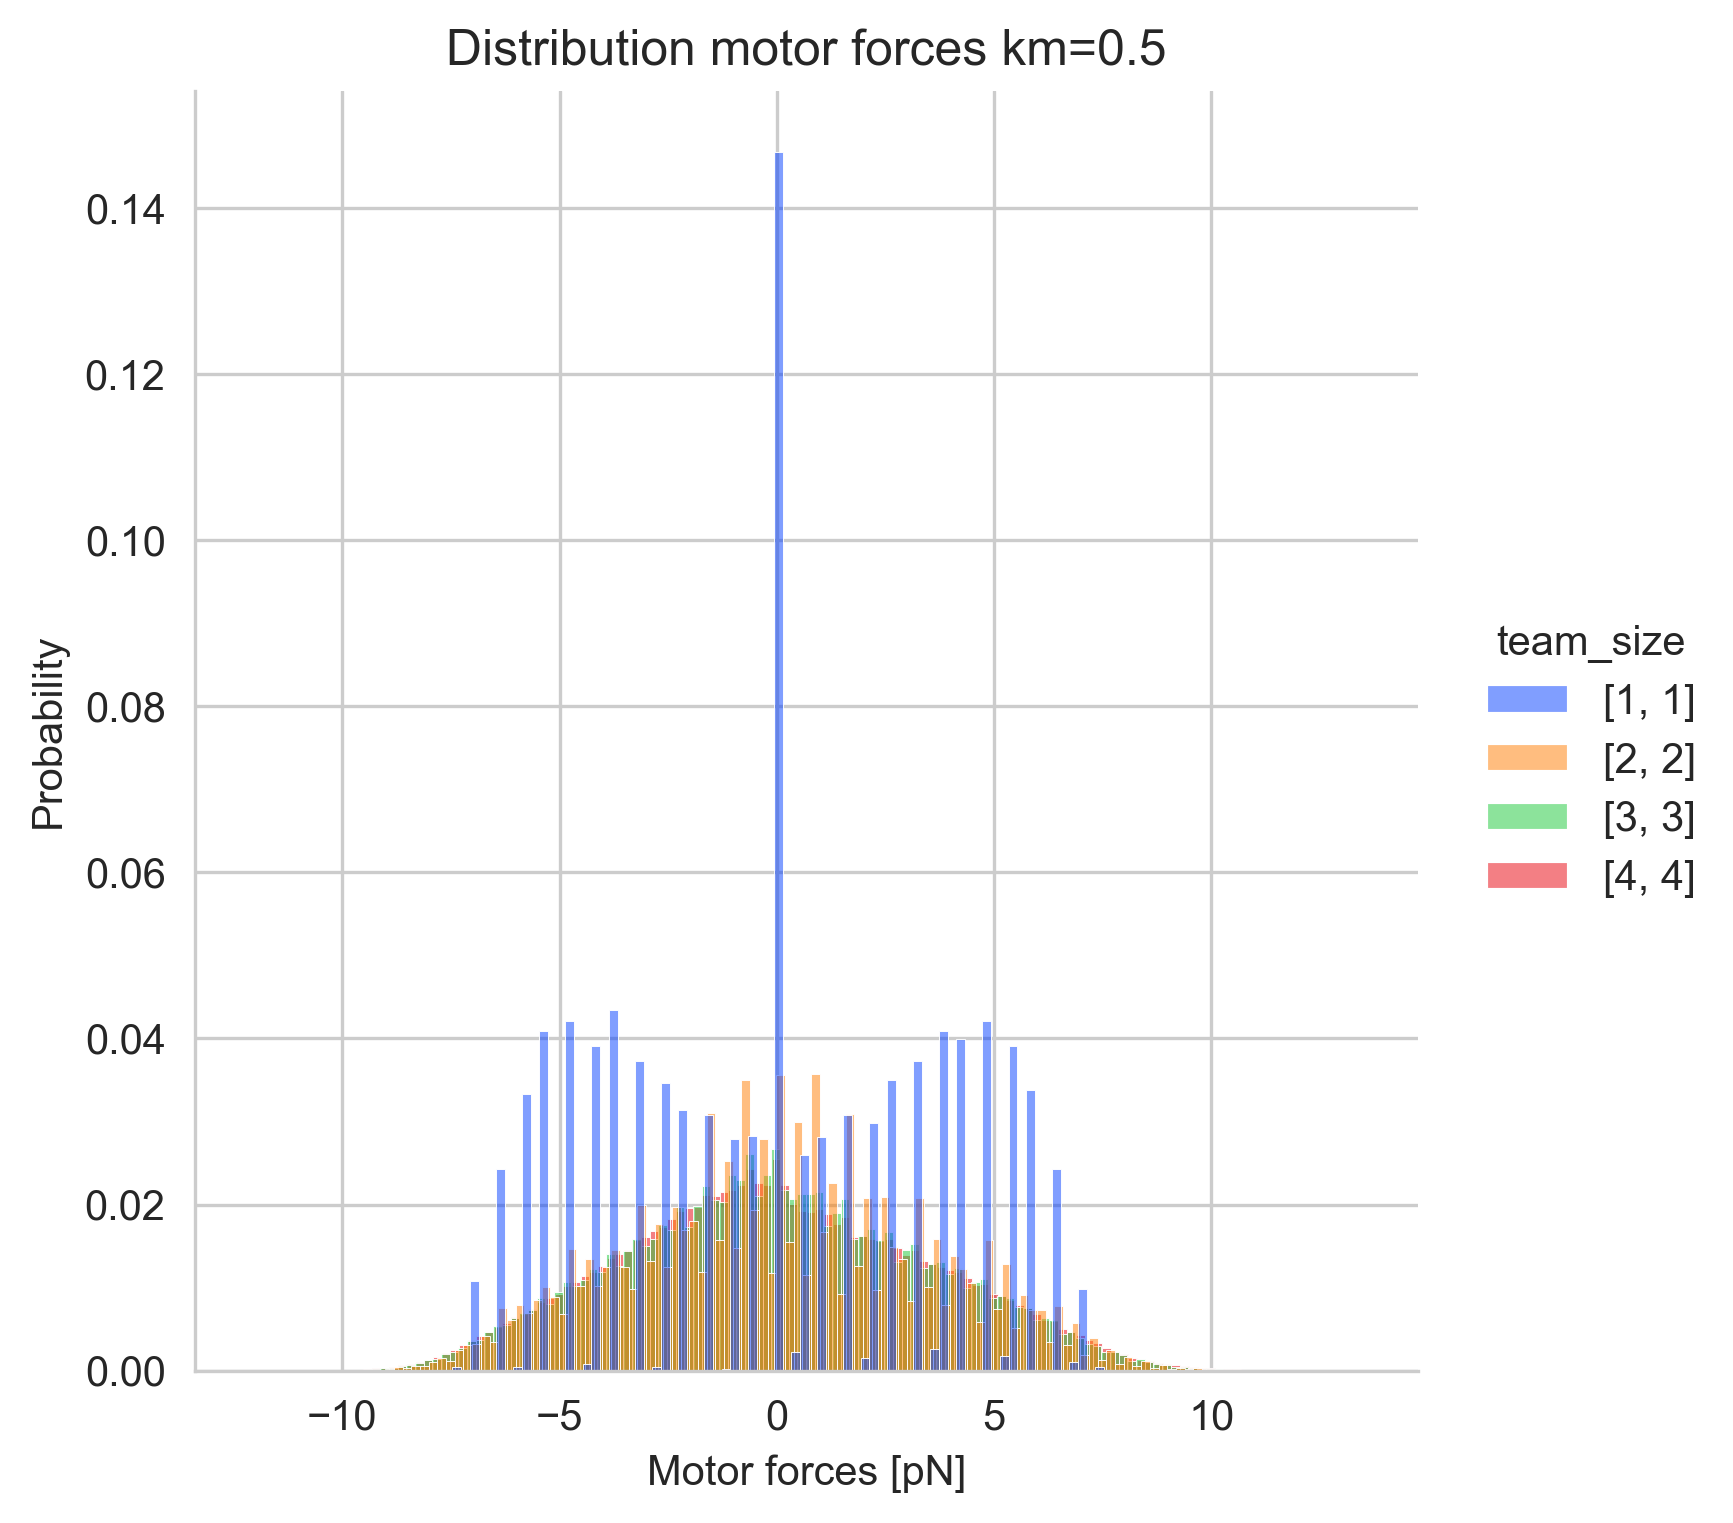 Distribution motor forces km=0.5
0.14
0.12
0.10
0.08
0.06
0.04
0.02
0.00
Probability
−10 −5 0 5 10
Motor forces [pN]
team_size
[1, 1]
[2, 2]
[3, 3]
[4, 4]